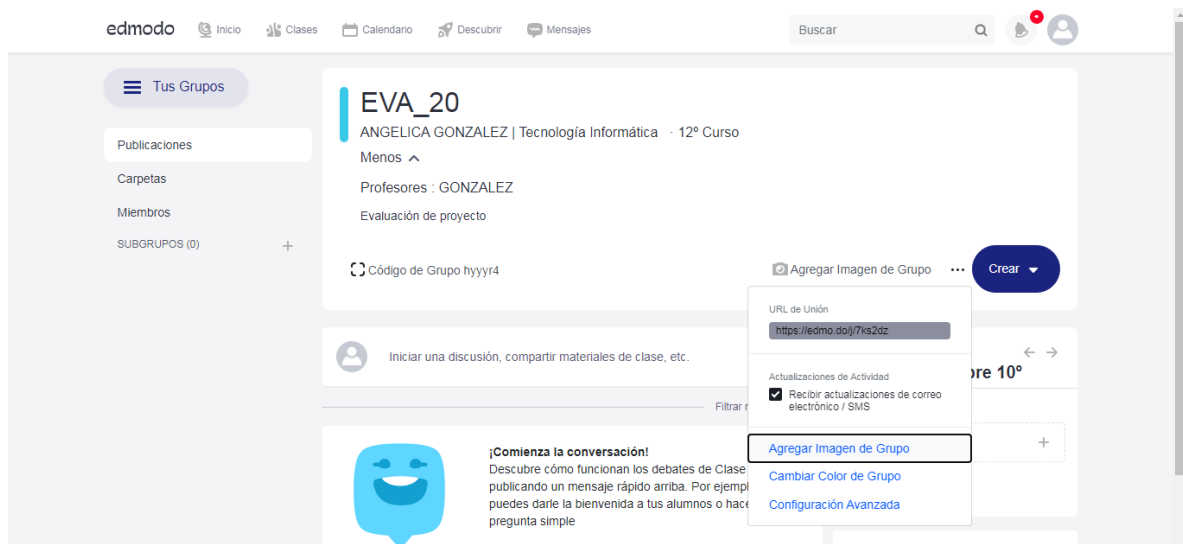 edmodo
Inicio
Clases
Calendario
Descubrir
Mensajes
Buscar
Tus Grupos
Publicaciones
Carpetas
Miembros
SUBGRUPOS (0)
EVA_20
ANGELICA GONZALEZ | Tecnología Informática · 12º Curso
Menos
Profesores : GONZALEZ
Evaluación de proyecto
Código de Grupo hyyyr4
Agregar Imagen de Grupo
Crear
URL de Unión
https://edmo.do/j/7ks2dz
Actualizaciones de Actividad
Recibir actualizaciones de correo
electrónico / SMS
Agregar Imagen de Grupo
Cambiar Color de Grupo
Configuración Avanzada
Iniciar una discusión, compartir materiales de clase, etc.
10º
Filtrar
¡Comienza la conversación!
Descubre cómo funcionan los debates de Clase
publicando un mensaje rápido arriba. Por
puedes darle la bienvenida a tus alumnos o
pregunta simple